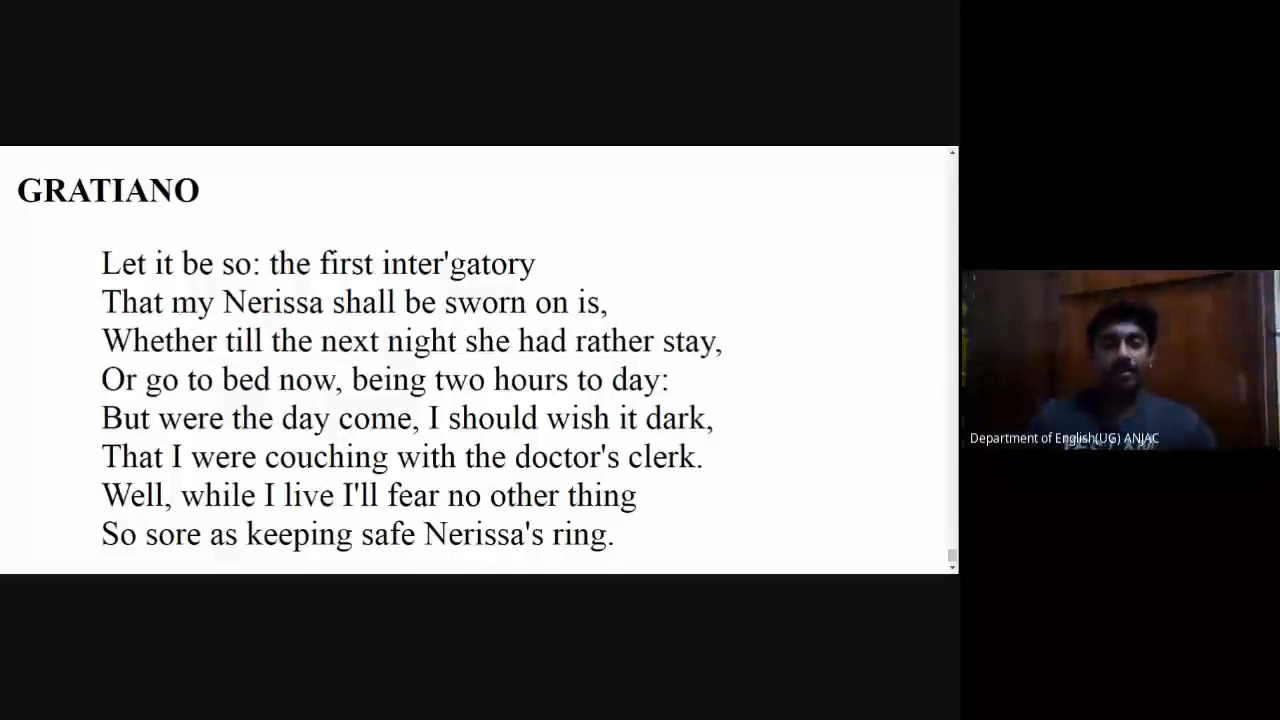 GRATIANO
Let it be so: the first inter'gatory
That my Nerissa shall be sworn on is,
Whether till the next night she had rather stay,
Or go to bed now, being two hours to day:
But were the day come, I should wish it dark,
That I were couching with the doctor's clerk.
Well, while I live I'll fear no other thing
So sore as keeping safe Nerissa's ring.
Department of English(UG) ANJAC